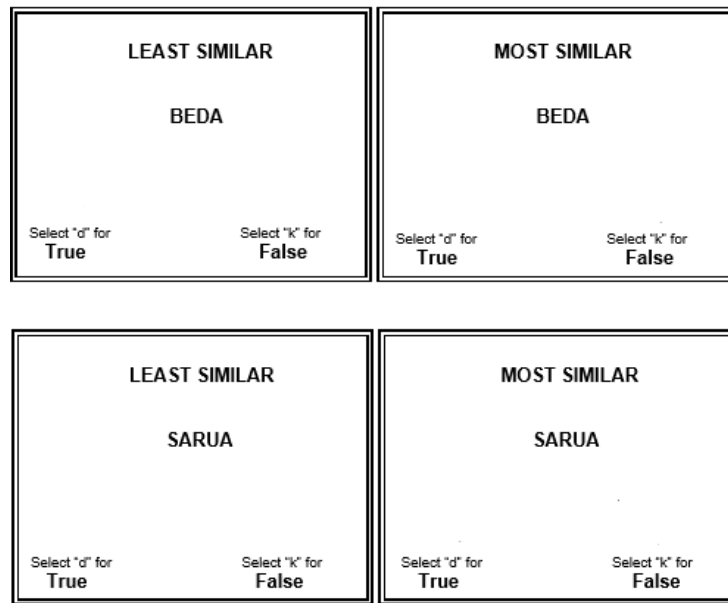 LEAST SIMILAR
BEDA
Select "d" for
True
Select "k" for
False
MOST SIMILAR
BEDA
Select "d" for
True
Select "k" for
False
LEAST SIMILAR
SARUA
Select "d" for
True
Select "k" for
False
MOST SIMILAR
SARUA
Select "d" for
True
Select "k" for
False